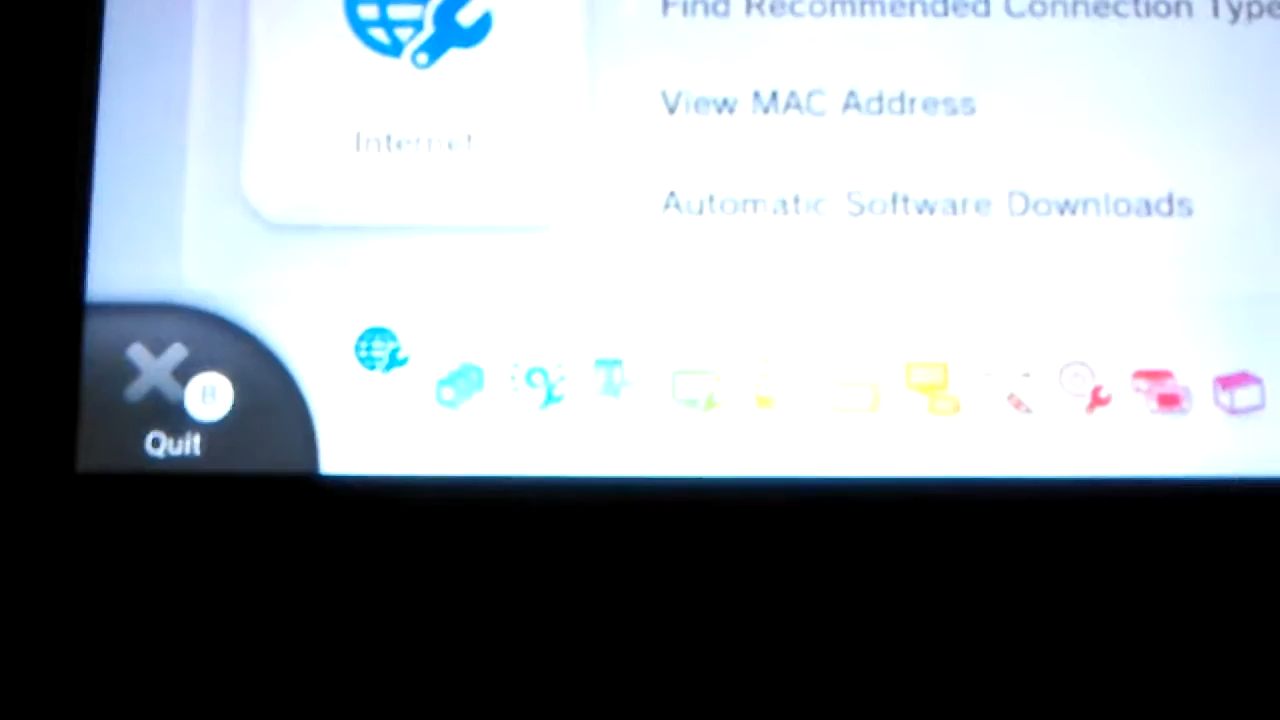 Find Recommended Connection Type
View MAC Address
Internet
Automatic Software Downloads
B
Quit